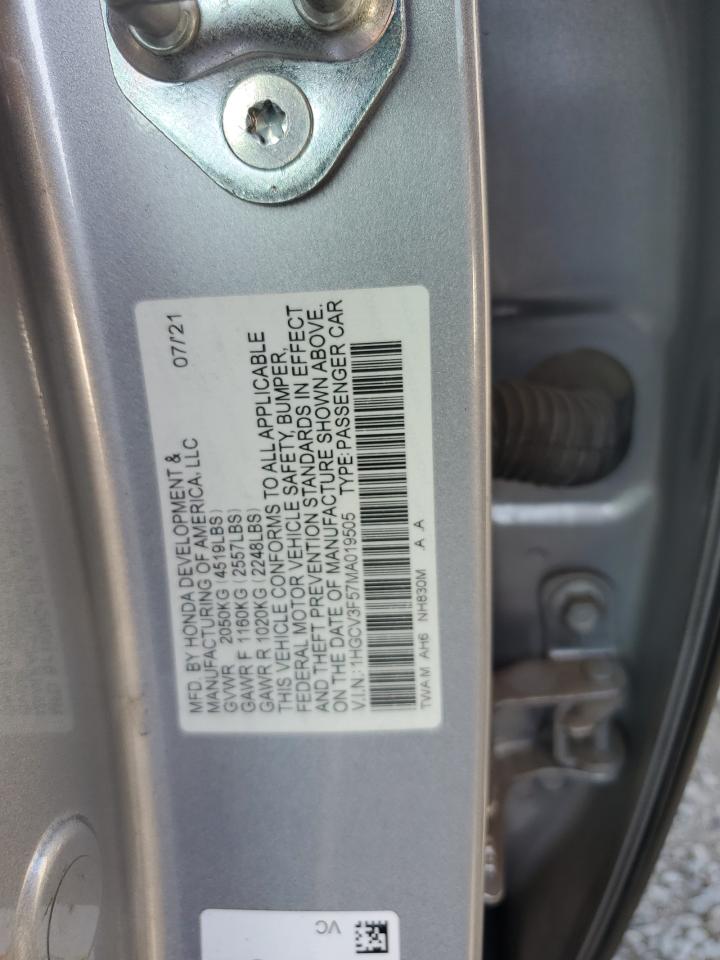 MFD. BY HONDA DEVELOPMENT &
MANUFACTURING OF AMERICA, LLC 07/'21
GVWR 2050KG (4519LBS)
GAWR F 1160KG (2557LBS)
GAWR R 1020KG (2248LBS)
THIS VEHICLE CONFORMS TO ALL APPLICABLE
FEDERAL MOTOR VEHICLE SAFETY, BUMPER,
AND THEFT PREVENTION STANDARDS IN EFFECT
ON THE DATE OF MANUFACTURE SHOWN ABOVE.
V.I.N.: 1HGCV3F57MA019505 TYPE: PASSENGER CAR
TWA M AH6 NH830M .A .A
VC